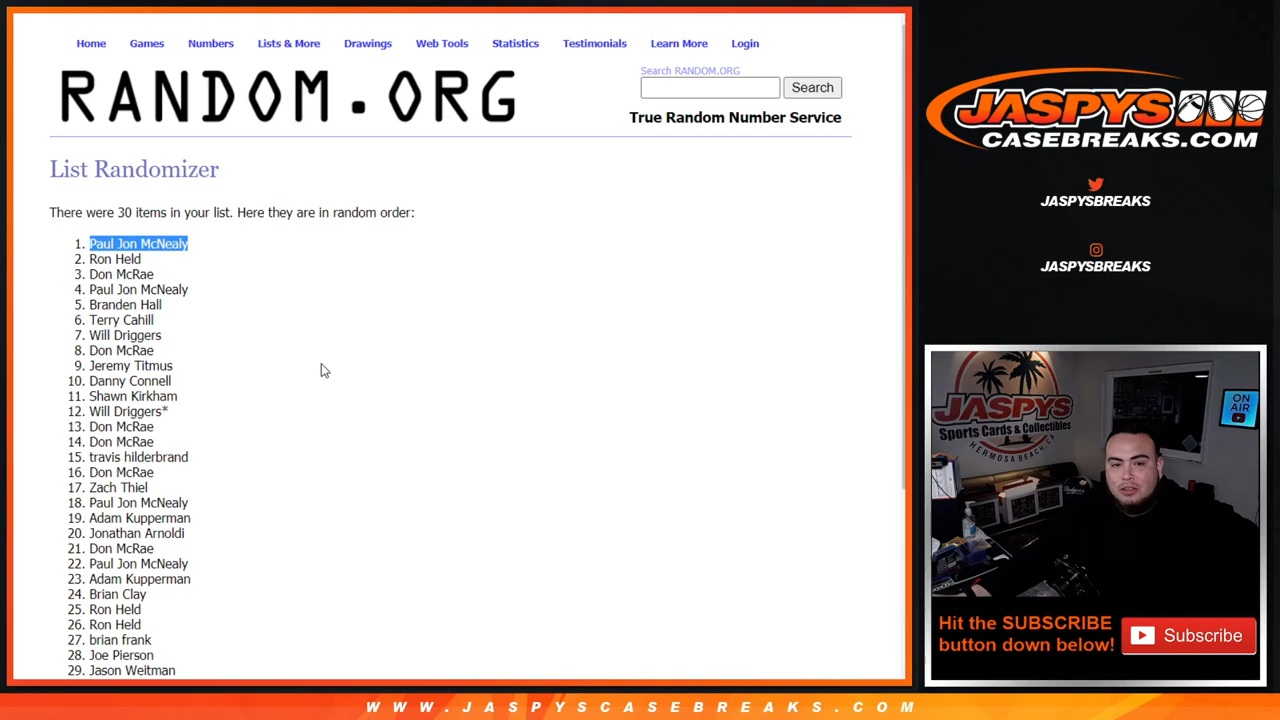 Home Games Numbers Lists & More Drawings Web Tools Statistics Testimonials Learn More Login
RANDOM.ORG
Search RANDOM.ORG
Search
True Random Number Service
List Randomizer
There were 30 items in your list. Here they are in random order:
1. Paul Jon McNealy
2. Ron Held
3. Don McRae
4. Paul Jon McNealy
5. Branden Hall
6. Terry Cahill
7. Will Driggers
8. Don McRae
9. Jeremy Titmus
10. Danny Connell
11. Shawn Kirkham
12. Will Driggers*
13. Don McRae
14. Don McRae
15. travis hilderbrand
16. Don McRae
17. Zach Thiel
18. Paul Jon McNealy
19. Adam Kupperman
20. Jonathan Arnoldi
21. Don McRae
22. Paul Jon McNealy
23. Adam Kupperman
24. Brian Clay
25. Ron Held
26. Ron Held
27. brian frank
28. Joe Pierson
29. Jason Weitman
JASPYS
CASEBREAKS.COM
JASPYSBREAKS
JASPYSBREAKS
JASPYS
Sports Cards & Collectibles
HERMOSA BEACH, CA
ON AIR
Dodgers
Hit the SUBSCRIBE
button down below!
Subscribe
WWW.JASPYSCASEBREAKS.COM